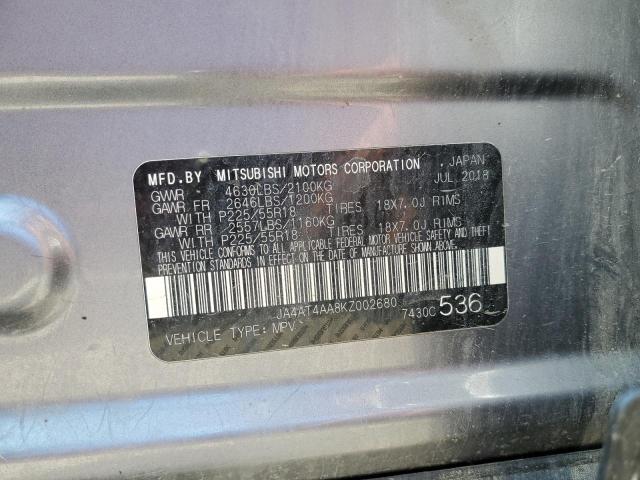 MFD.BY MITSUBISHI MOTORS CORPORATION JAPAN
GVWR 4630LBS/2100KG JUL 2018
GAWR. FR 2646LBS/1200KG
WITH P225/55R18 TIRES 18X7.0J RIMS
GAWR RR 2557LBS/1160KG
WITH P225/55R18 TIRES 18X7.0J RIMS
THIS VEHICLE CONFORMS TO ALL APPLICABLE FEDERAL MOTOR VEHICLE SAFETY AND THEFT
PREVENTION STANDARDS IN EFFECT ON THE DATE OF MANUFACTURE SHOWN ABOVE.
JA4AT4AA8KZ002680 7430C 536
VEHICLE TYPE: MPV